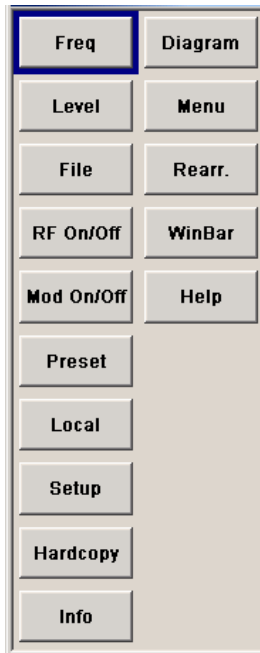 Freq Diagram
Level Menu
File Rearr.
RF On/Off WinBar
Mod On/Off Help
Preset
Local
Setup
Hardcopy
Info